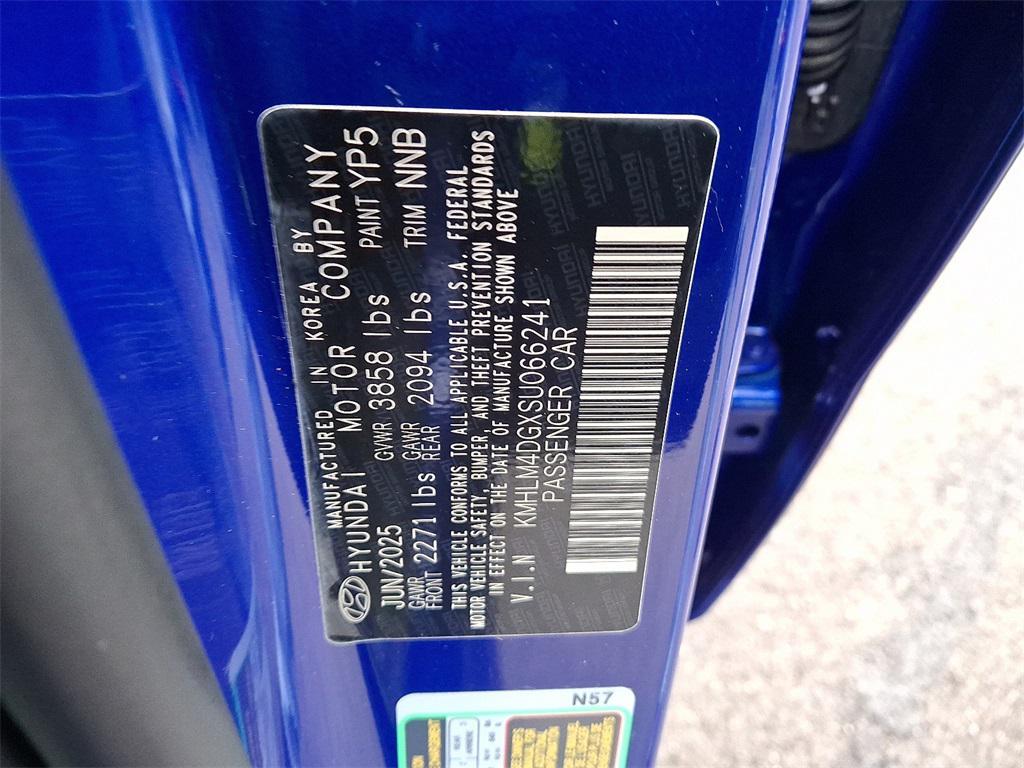 MANUFACTURED IN KOREA BY
HYUNDAI MOTOR COMPANY
JUN/2025 GVWR 3858 lbs PAINT YP5
GAWR FRONT 2271 lbs GAWR REAR 2094 lbs TRIM NNB
THIS VEHICLE CONFORMS TO ALL APPLICABLE U.S.A. FEDERAL
MOTOR VEHICLE SAFETY, BUMPER, AND THEFT PREVENTION STANDARDS
IN EFFECT ON THE DATE OF MANUFACTURE SHOWN ABOVE
V.I.N KMHLM4DGXSU066241
PASSENGER CAR
N57